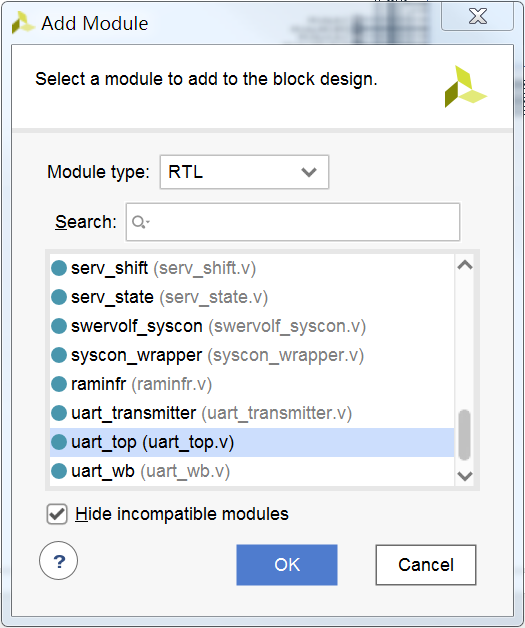 Add Module
Select a module to add to the block design.
Module type: RTL
Search:
serv_shift (serv_shift.v)
serv_state (serv_state.v)
swervolf_syscon (swervolf_syscon.v)
syscon_wrapper (syscon_wrapper.v)
raminfr (raminfr.v)
uart_transmitter (uart_transmitter.v)
uart_top (uart_top.v)
uart_wb (uart_wb.v)
Hide incompatible modules
? OK Cancel